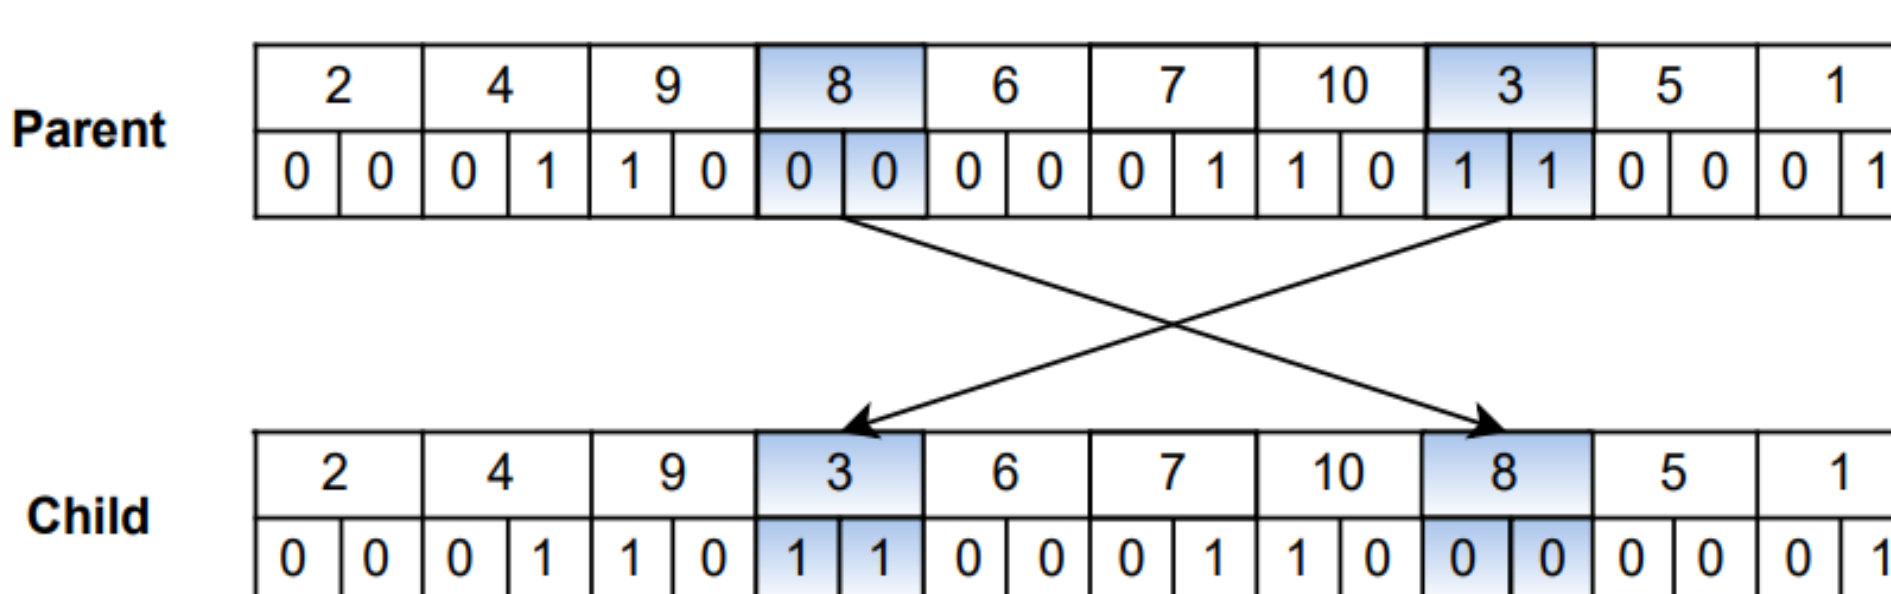 2 4 9 8 6 7 10 3 5 1
Parent
0 0 0 1 1 0 0 0 0 0 0 1 1 0 1 1 0 0 0 1
2 4 9 3 6 7 10 8 5 1
Child
0 0 0 1 1 0 1 1 0 0 0 1 1 0 0 0 0 0 0 1